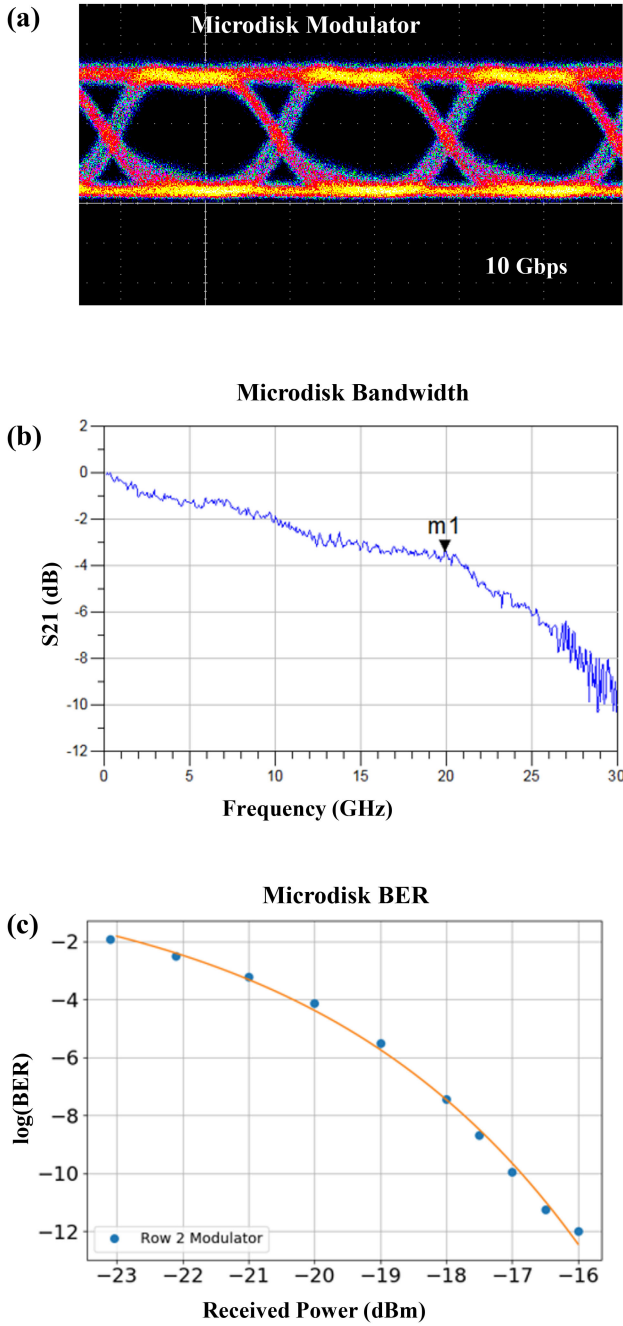 (a)
Microdisk Modulator
10 Gbps
Microdisk Bandwidth
(b)
2
0
-2
-4
-6
-8
-10
-12
S21 (dB)
m1
0 5 10 15 20 25 30
Frequency (GHz)
Microdisk BER
(c)
−2
−4
−6
−8
−10
−12
log(BER)
Row 2 Modulator
−23 −22 −21 −20 −19 −18 −17 −16
Received Power (dBm)